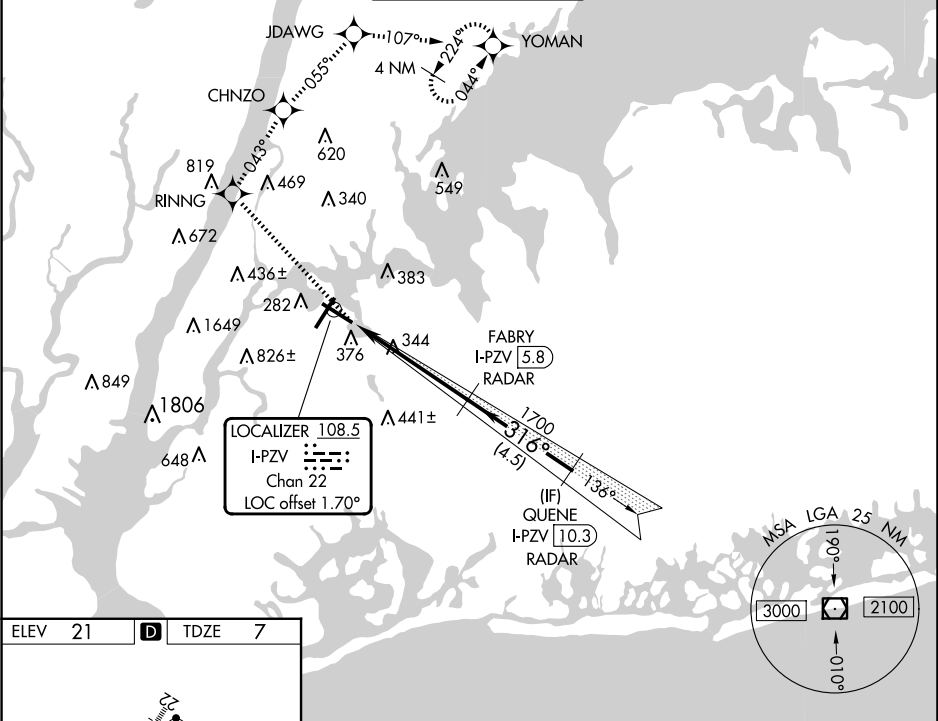 JDAWG
107°
224°
YOMAN
4 NM
044°
055°
CHNZO
620
043°
819
469
549
RINNG
340
672
436±
383
282
1649
344
FABRY
I-PZV 5.8
RADAR
376
826±
849
1806
441±
1700
316°
(4.5)
LOCALIZER 108.5
I-PZV
Chan 22
LOC offset 1.70°
648
136°
(IF)
QUENE
I-PZV 10.3
RADAR
MSA LGA 25 NM
190°
3000
2100
010°
ELEV 21 D TDZE 7
22